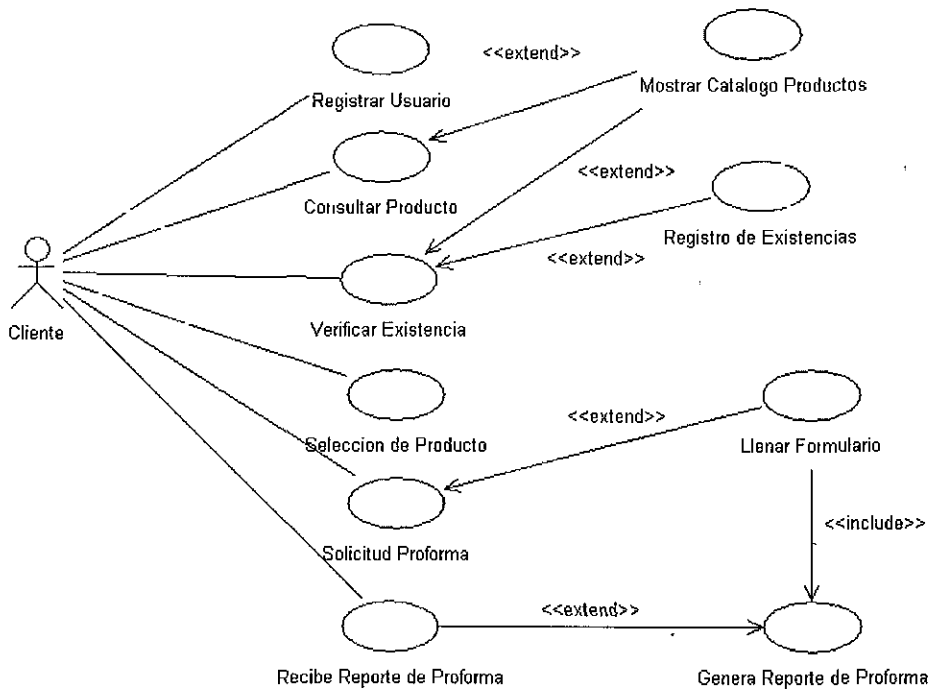 <<extend>>
Mostrar Catalogo Productos
Registrar Usuario
<<extend>>
Consultar Producto
Registro de Existencias
<<extend>>
Cliente
Verificar Existencia
<<extend>>
Seleccion de Producto
Llenar Formulario
<<include>>
Solicitud Proforma
<<extend>>
Recibe Reporte de Proforma
Genera Reporte de Proforma